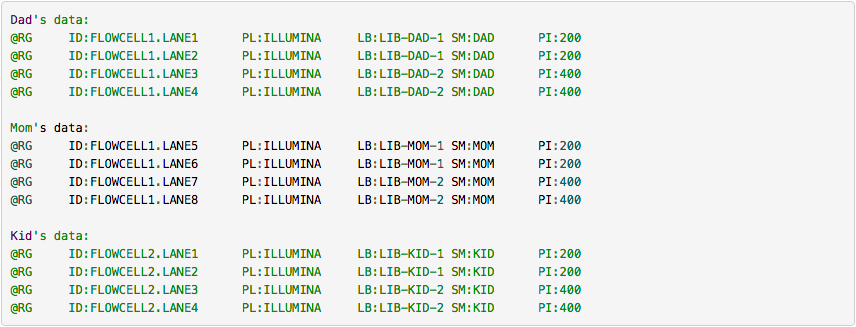 Dad's data:
@RG ID:FLOWCELL1.LANE1 PL:ILLUMINA LB:LIB-DAD-1 SM:DAD PI:200
@RG ID:FLOWCELL1.LANE2 PL:ILLUMINA LB:LIB-DAD-1 SM:DAD PI:200
@RG ID:FLOWCELL1.LANE3 PL:ILLUMINA LB:LIB-DAD-2 SM:DAD PI:400
@RG ID:FLOWCELL1.LANE4 PL:ILLUMINA LB:LIB-DAD-2 SM:DAD PI:400
Mom's data:
@RG ID:FLOWCELL1.LANE5 PL:ILLUMINA LB:LIB-MOM-1 SM:MOM PI:200
@RG ID:FLOWCELL1.LANE6 PL:ILLUMINA LB:LIB-MOM-1 SM:MOM PI:200
@RG ID:FLOWCELL1.LANE7 PL:ILLUMINA LB:LIB-MOM-2 SM:MOM PI:400
@RG ID:FLOWCELL1.LANE8 PL:ILLUMINA LB:LIB-MOM-2 SM:MOM PI:400
Kid's data:
@RG ID:FLOWCELL2.LANE1 PL:ILLUMINA LB:LIB-KID-1 SM:KID PI:200
@RG ID:FLOWCELL2.LANE2 PL:ILLUMINA LB:LIB-KID-1 SM:KID PI:200
@RG ID:FLOWCELL2.LANE3 PL:ILLUMINA LB:LIB-KID-2 SM:KID PI:400
@RG ID:FLOWCELL2.LANE4 PL:ILLUMINA LB:LIB-KID-2 SM:KID PI:400